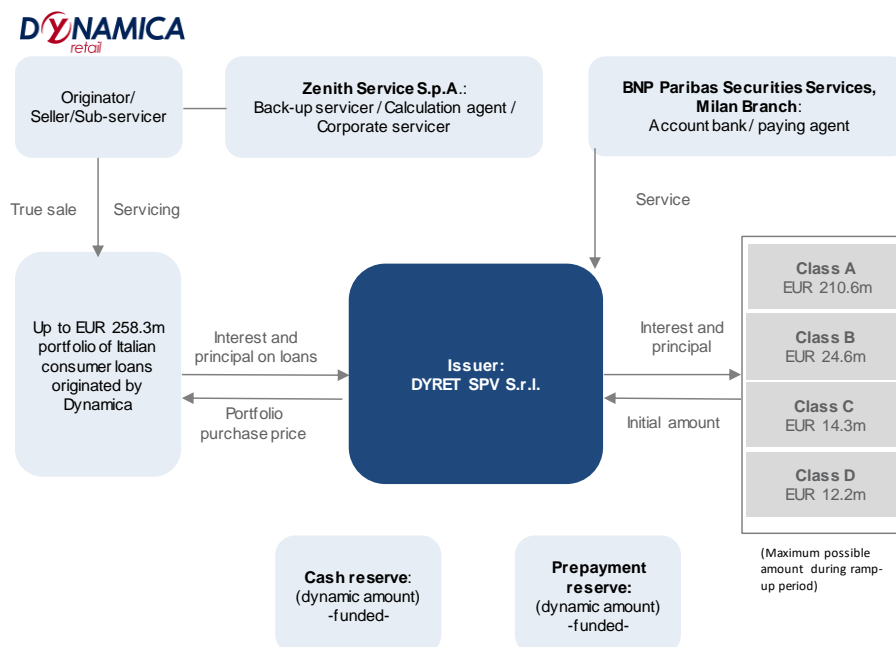 DYNAMICA
retail
Originator/
Seller/Sub-servicer
Zenith Service S.p.A.:
Back-up servicer / Calculation agent /
Corporate servicer
BNP Paribas Securities Services,
Milan Branch:
Account bank / paying agent
True sale
Servicing
Service
Up to EUR 258.3m
portfolio of Italian
consumer loans
originated by
Dynamica
Interest and
principal on loans
Portfolio
purchase price
Issuer:
DYRET SPV S.r.l.
Interest and
principal
Initial amount
Class A
EUR 210.6m
Class B
EUR 24.6m
Class C
EUR 14.3m
Class D
EUR 12.2m
(Maximum possible
amount during ramp-
up period)
Cash reserve:
(dynamic amount)
-funded-
Prepayment
reserve:
(dynamic amount)
-funded-